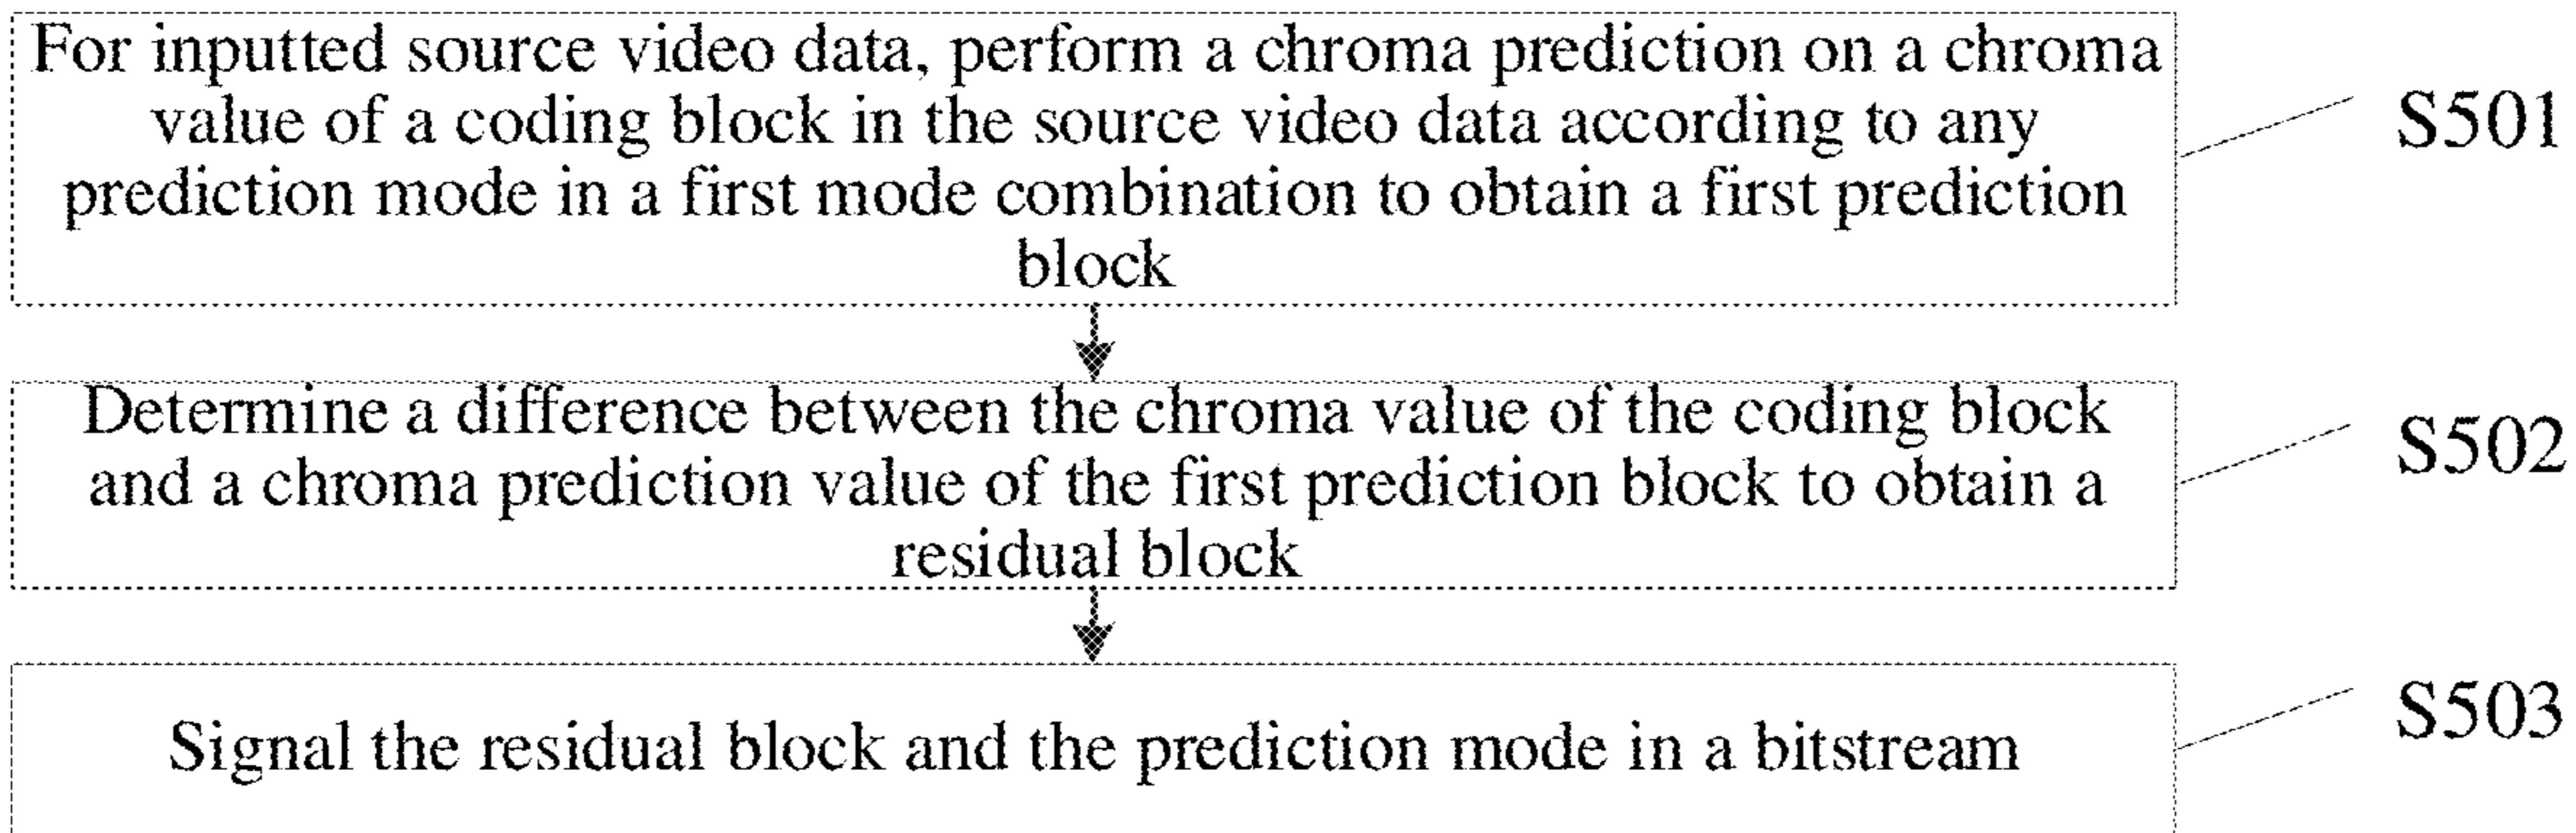 For inputted source video data, perform a chroma prediction on a chroma
value of a coding block in the source video data according to any
prediction mode in a first mode combination to obtain a first prediction
block
S501
Determine a difference between the chroma value of the coding block
and a chroma prediction value of the first prediction block to obtain a
residual block
S502
Signal the residual block and the prediction mode in a bitstream
S503